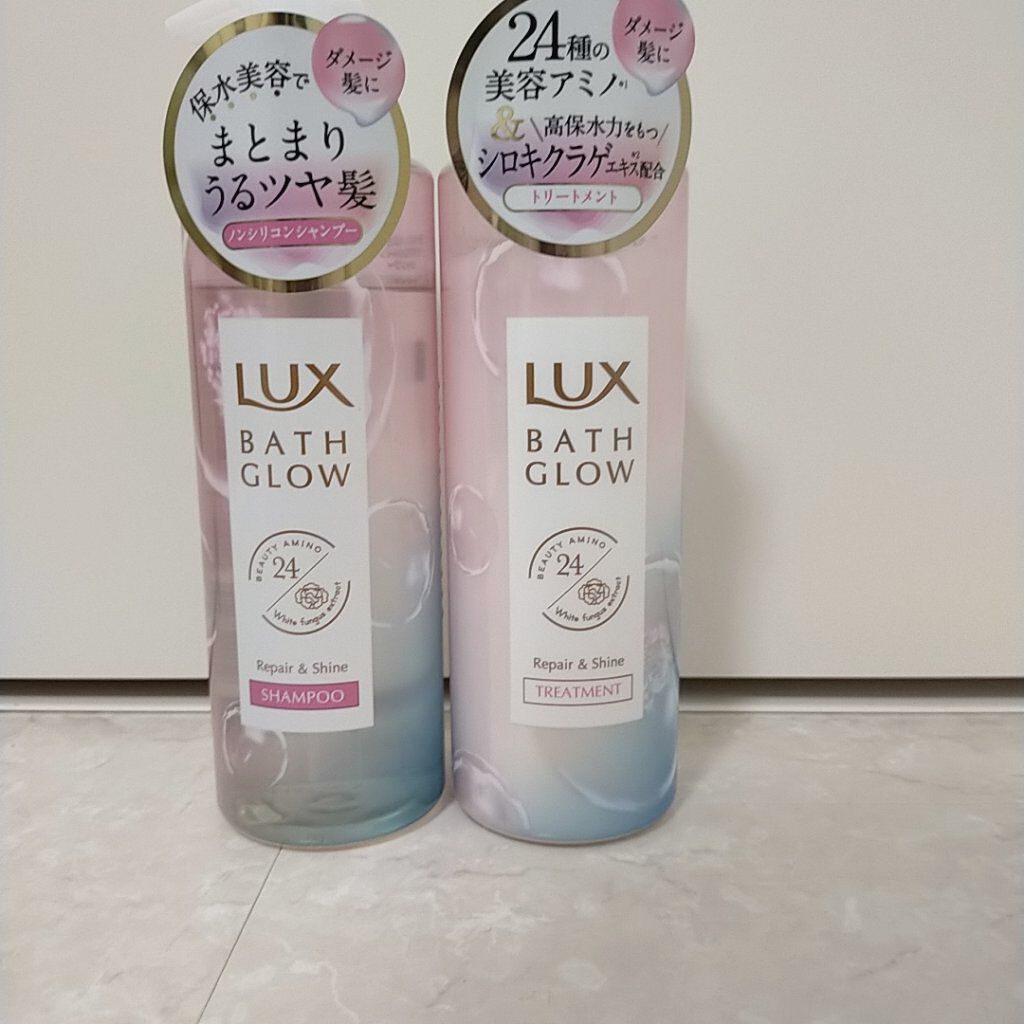 ダメージ
髪に
保水美容で
まとまり
うるツヤ髪
ノンシリコンシャンプー
LUX
BATH
GLOW
BEAUTY AMINO
24
White fungus extract
Repair & Shine
SHAMPOO
ダメージ
髪に
24種の
美容アミノ*1
&\高保水力をもつ/
シロキクラゲエキス*2配合
トリートメント
LUX
BATH
GLOW
BEAUTY AMINO
24
White fungus extract
Repair & Shine
TREATMENT